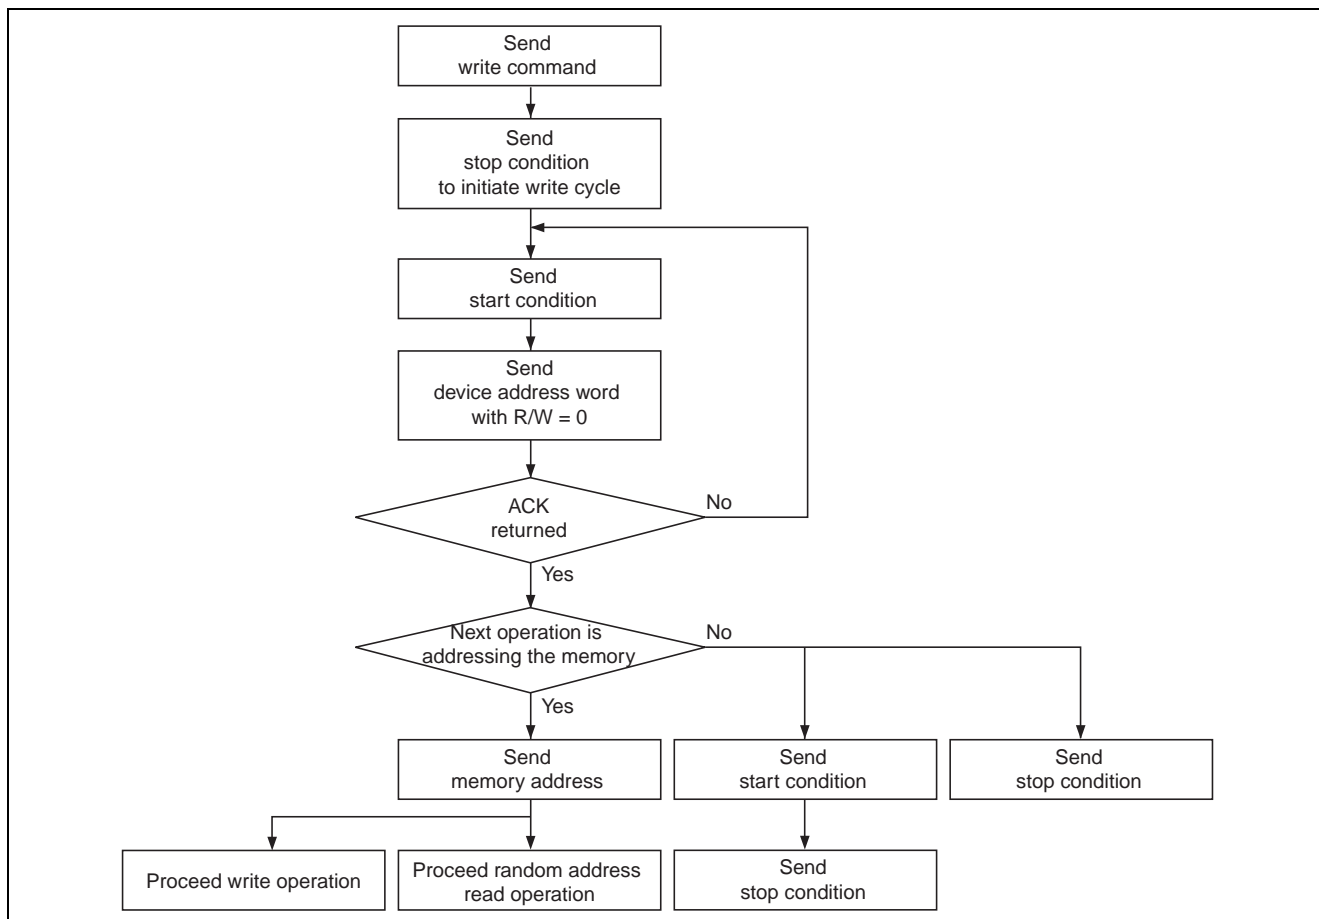 Send
write command
Send
stop condition
to initiate write cycle
Send
start condition
Send
device address word
with R/W = 0
ACK
returned
No
Yes
Next operation is
addressing the memory
No
Yes
Send
memory address
Send
start condition
Send
stop condition
Proceed write operation
Proceed random address
read operation
Send
stop condition